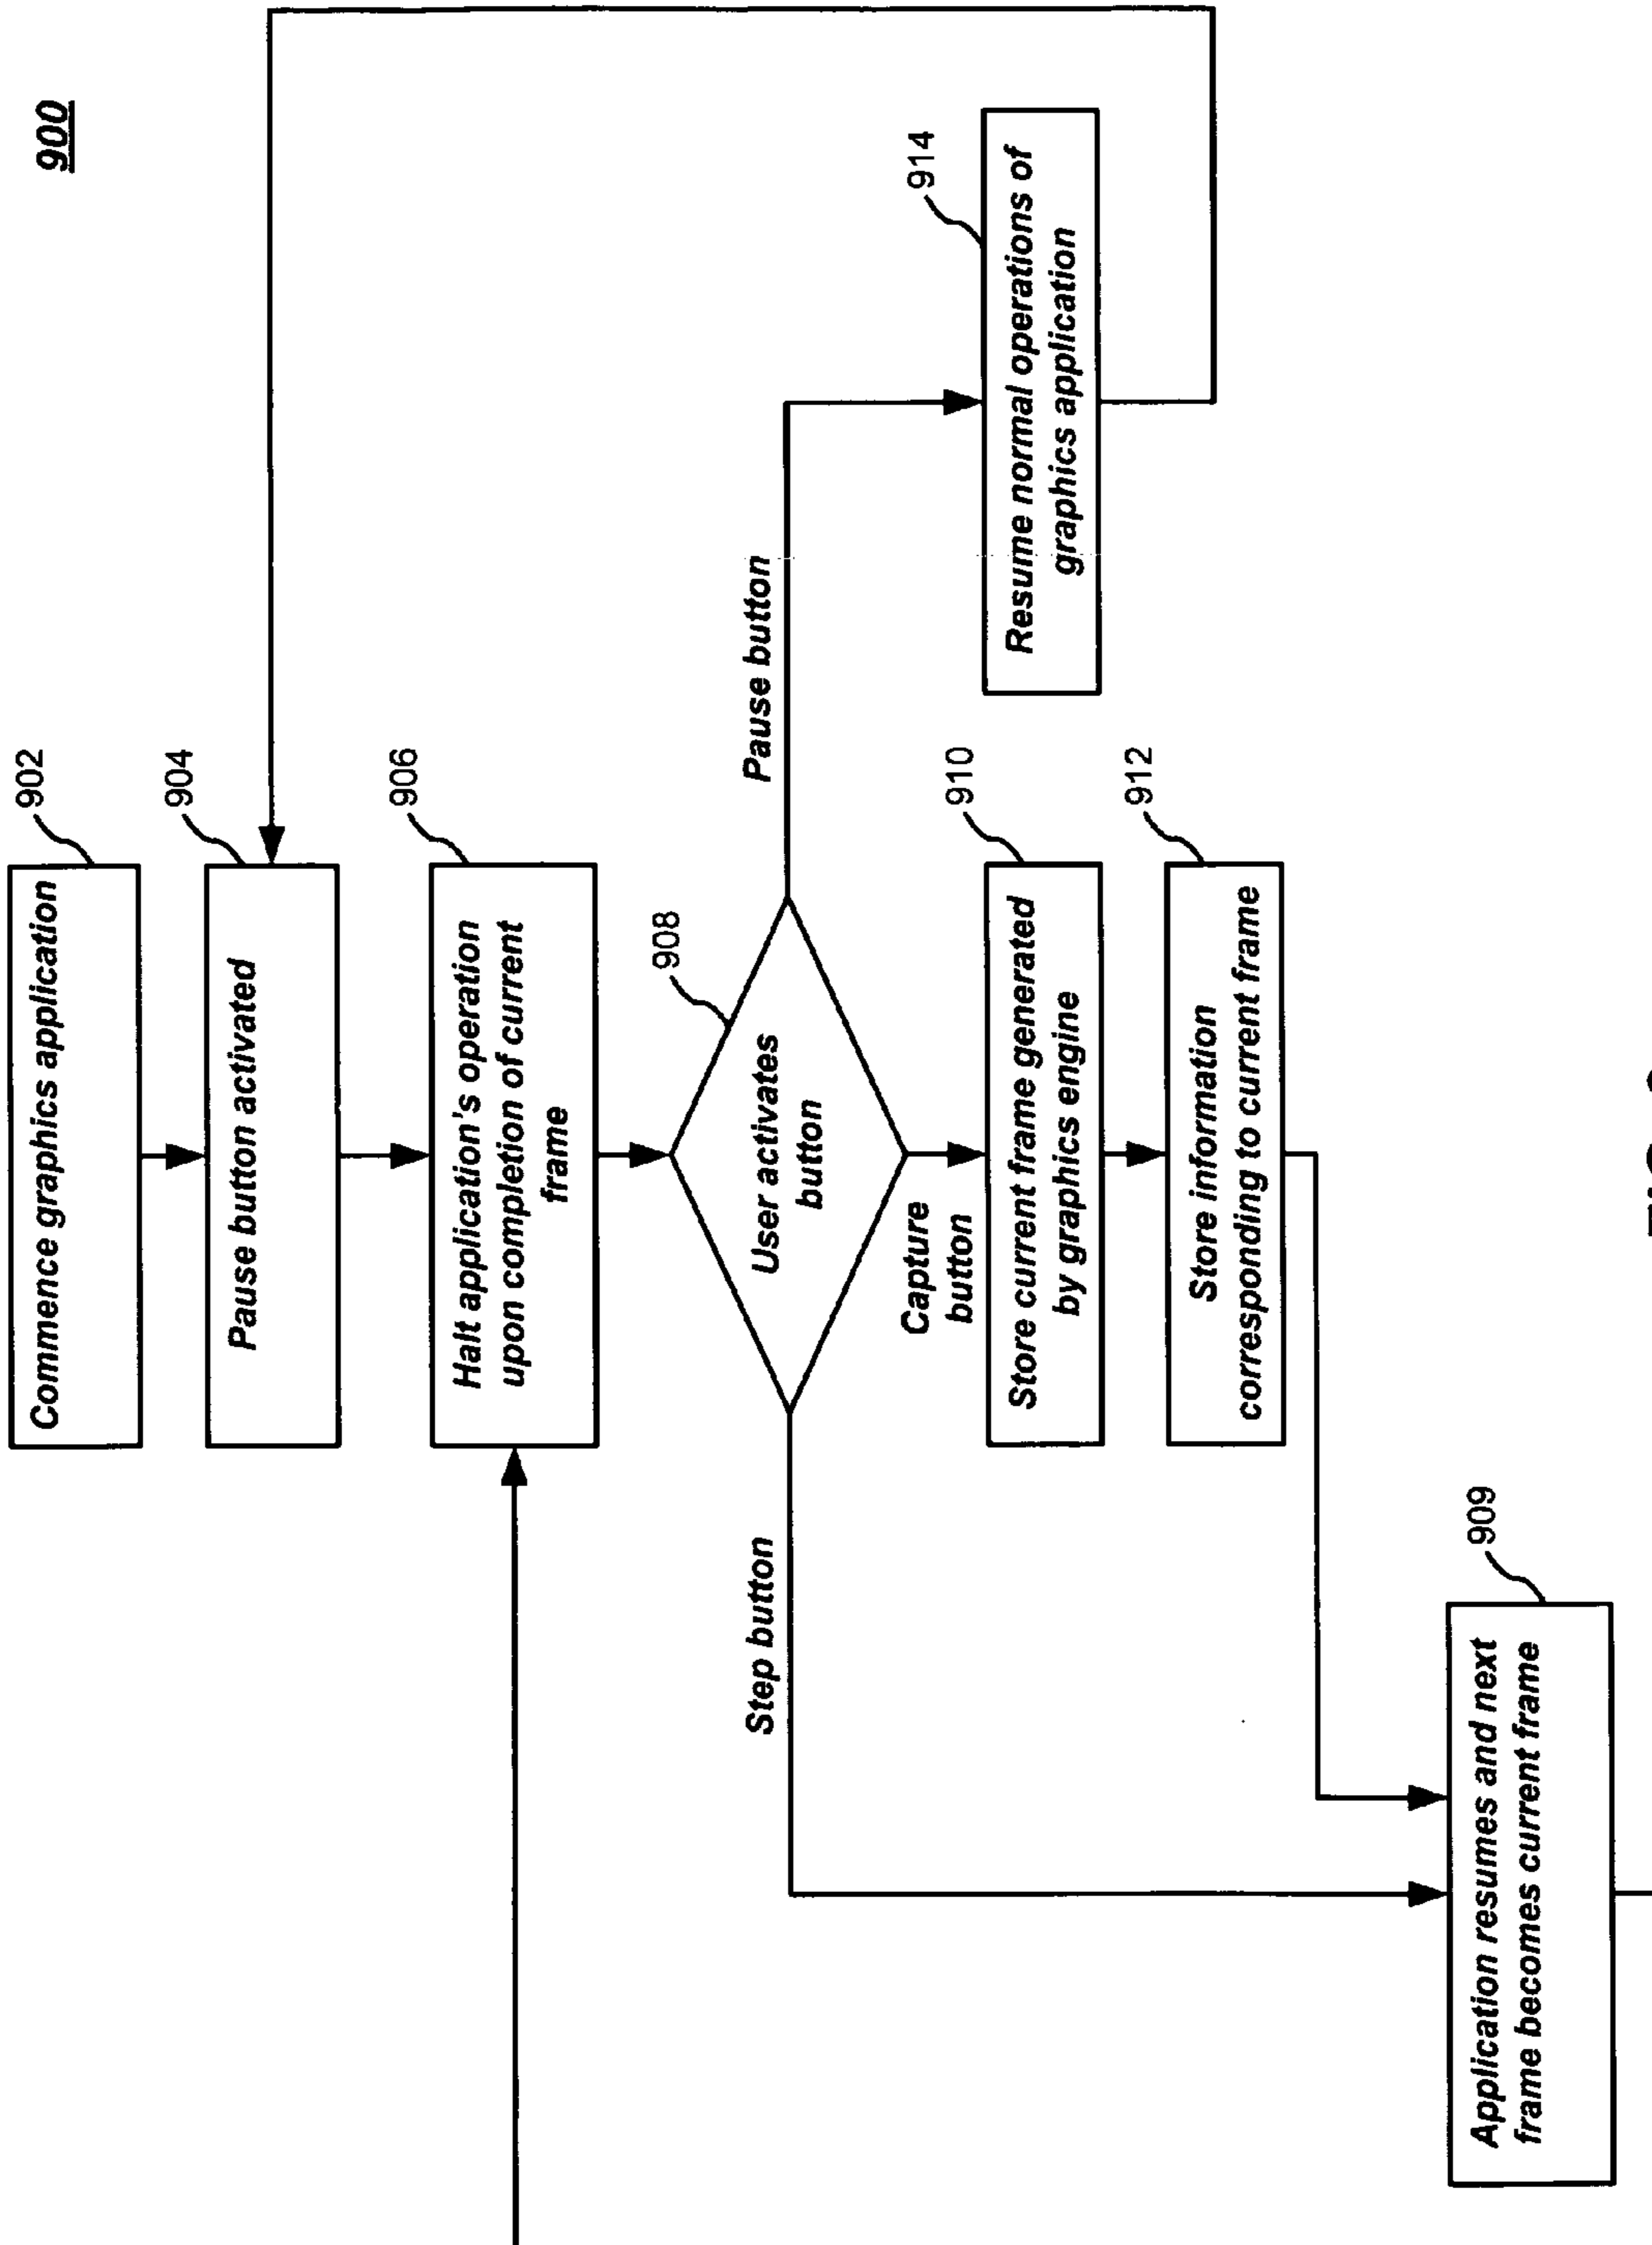 900
Commence graphics application
902
Pause button activated
904
Halt application's operation
upon completion of current
frame
906
User activates
button
908
Step button
Capture
button
Pause button
Store current frame generated
by graphics engine
910
Resume normal operations of
graphics application
914
Store information
corresponding to current frame
912
Application resumes and next
frame becomes current frame
909